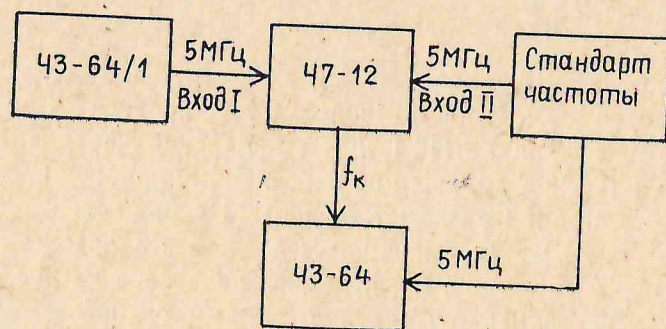 Ч3-64/1
5МГц
Вход I
Ч7-12
5МГц
Вход II
Стандарт
частоты
fк
Ч3-64
5МГц